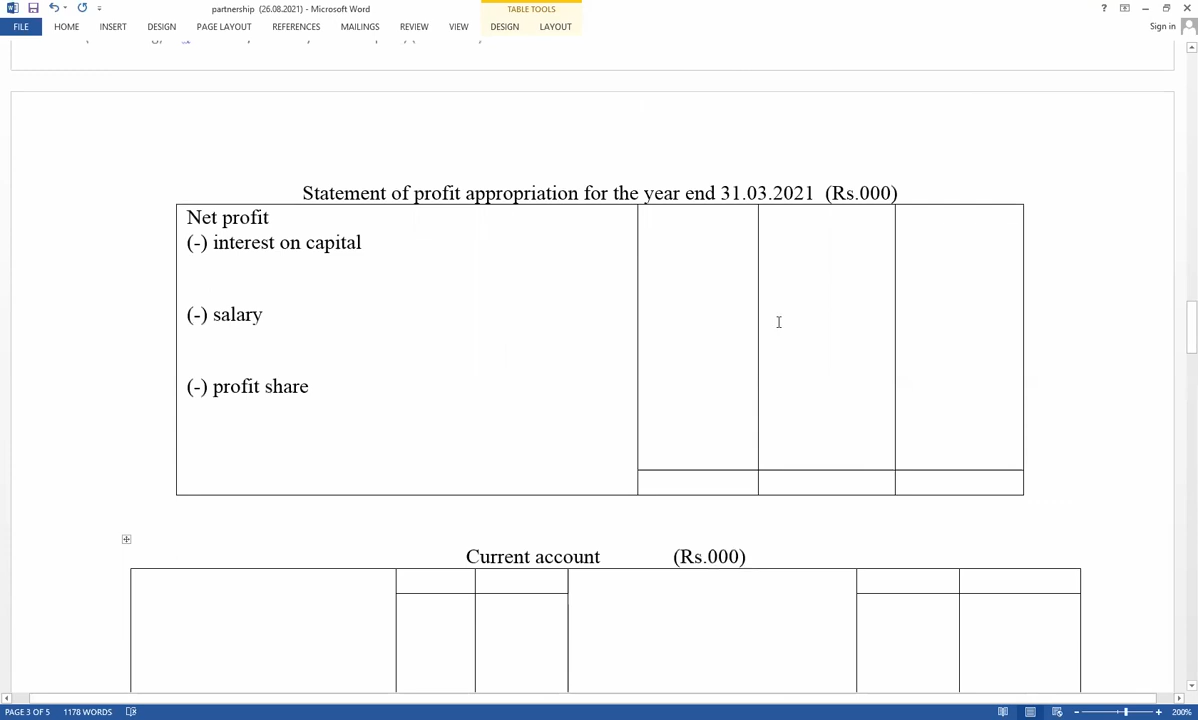 partnership (26.08.2021) - Microsoft Word
TABLE TOOLS
?
FILE HOME INSERT DESIGN PAGE LAYOUT REFERENCES MAILINGS REVIEW VIEW DESIGN LAYOUT
Sign in
Statement of profit appropriation for the year end 31.03.2021 (Rs.000)
Net profit
(-) interest on capital
(-) salary
(-) profit share
Current account (Rs.000)
PAGE 3 OF 5 1178 WORDS
200%